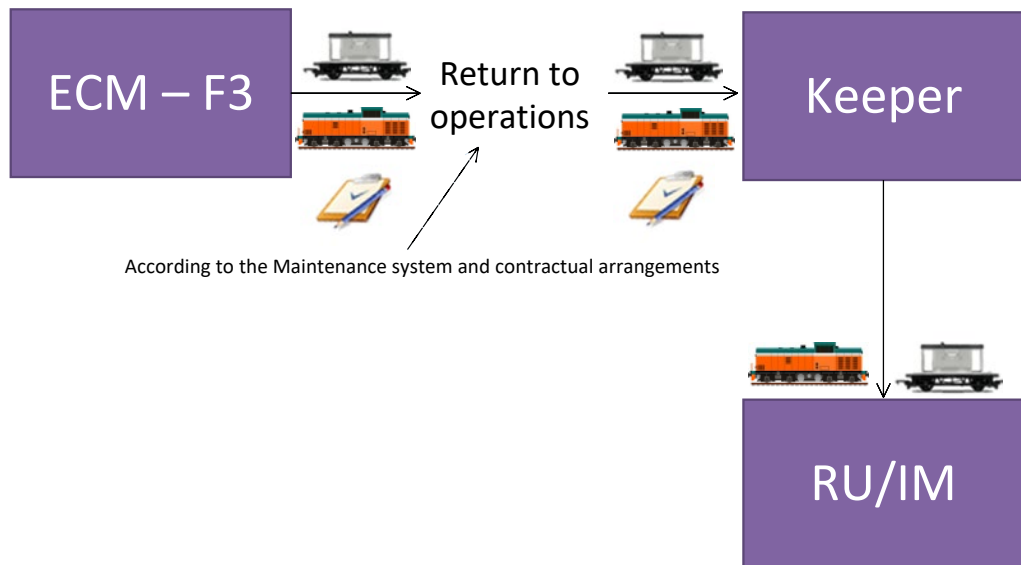 ECM – F3
Return to
operations
Keeper
According to the Maintenance system and contractual arrangements
RU/IM